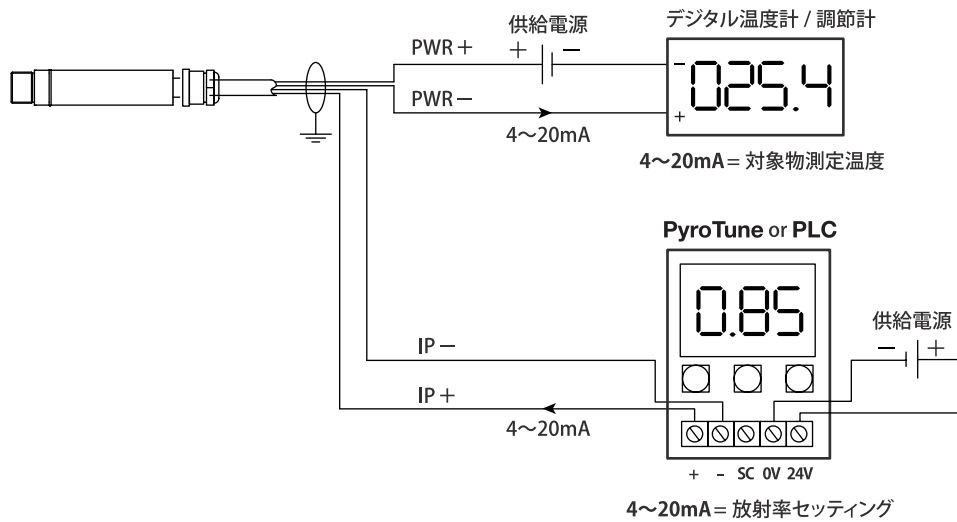 供給電源
デジタル温度計 / 調節計
PWR +
+ −
− 025.4
PWR −
+
4～20mA
4～20mA = 対象物測定温度
PyroTune or PLC
0.85
供給電源
− +
IP −
IP +
4～20mA
+ − SC 0V 24V
4～20mA = 放射率セッティング